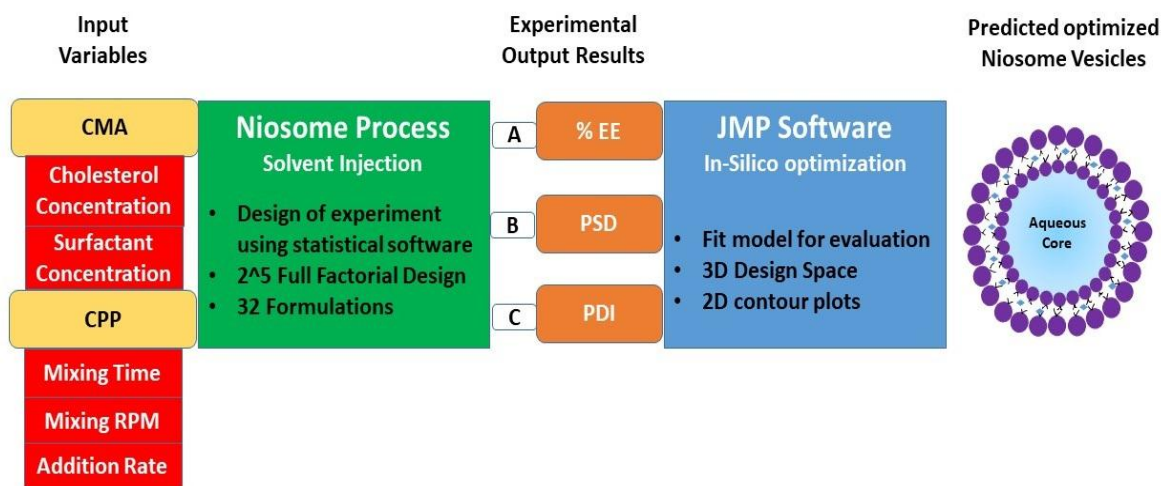 Input
Variables
Experimental
Output Results
Predicted optimized
Niosome Vesicles
CMA
Cholesterol
Concentration
Surfactant
Concentration
CPP
Mixing Time
Mixing RPM
Addition Rate
Niosome Process
Solvent Injection
• Design of experiment
using statistical software
• 2^5 Full Factorial Design
• 32 Formulations
A
% EE
B
PSD
C
PDI
JMP Software
In-Silico optimization
• Fit model for evaluation
• 3D Design Space
• 2D contour plots
Aqueous
Core